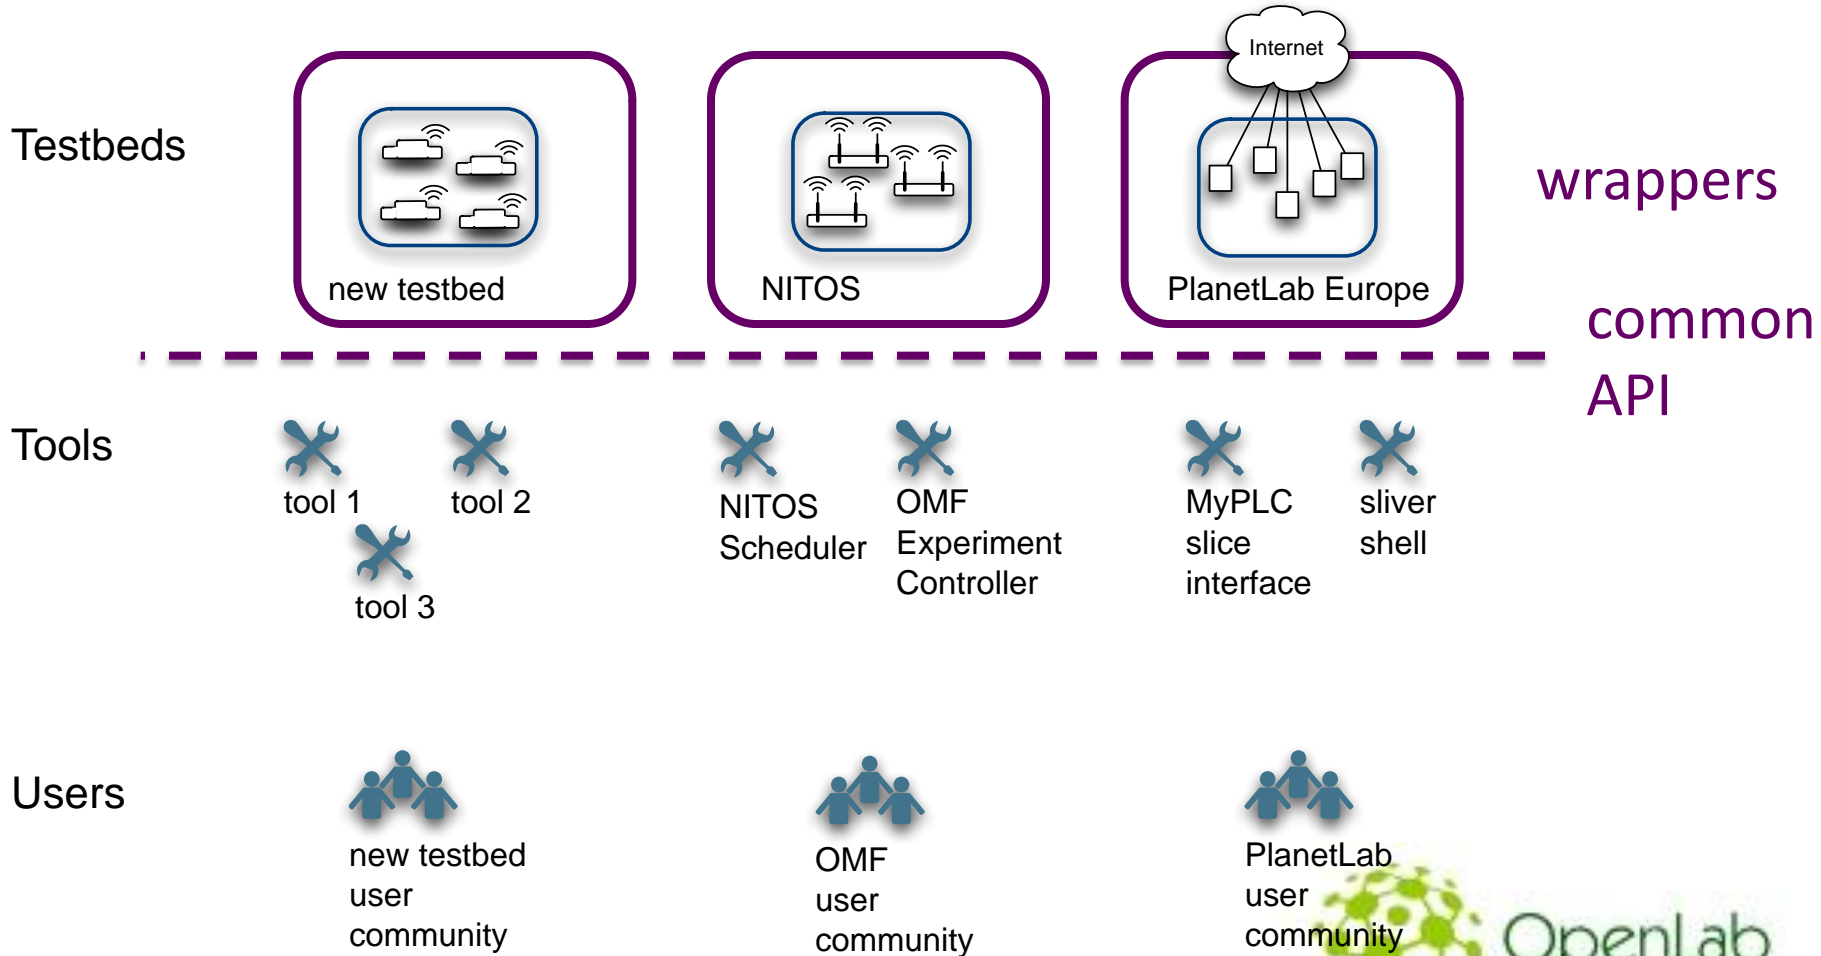 Internet
Testbeds
new testbed
NITOS
PlanetLab Europe
wrappers
common
API
Tools
tool 1
tool 2
tool 3
NITOS
Scheduler
OMF
Experiment
Controller
MyPLC
slice
interface
sliver
shell
Users
new testbed
user
community
OMF
user
community
PlanetLab
user
community
OpenLab